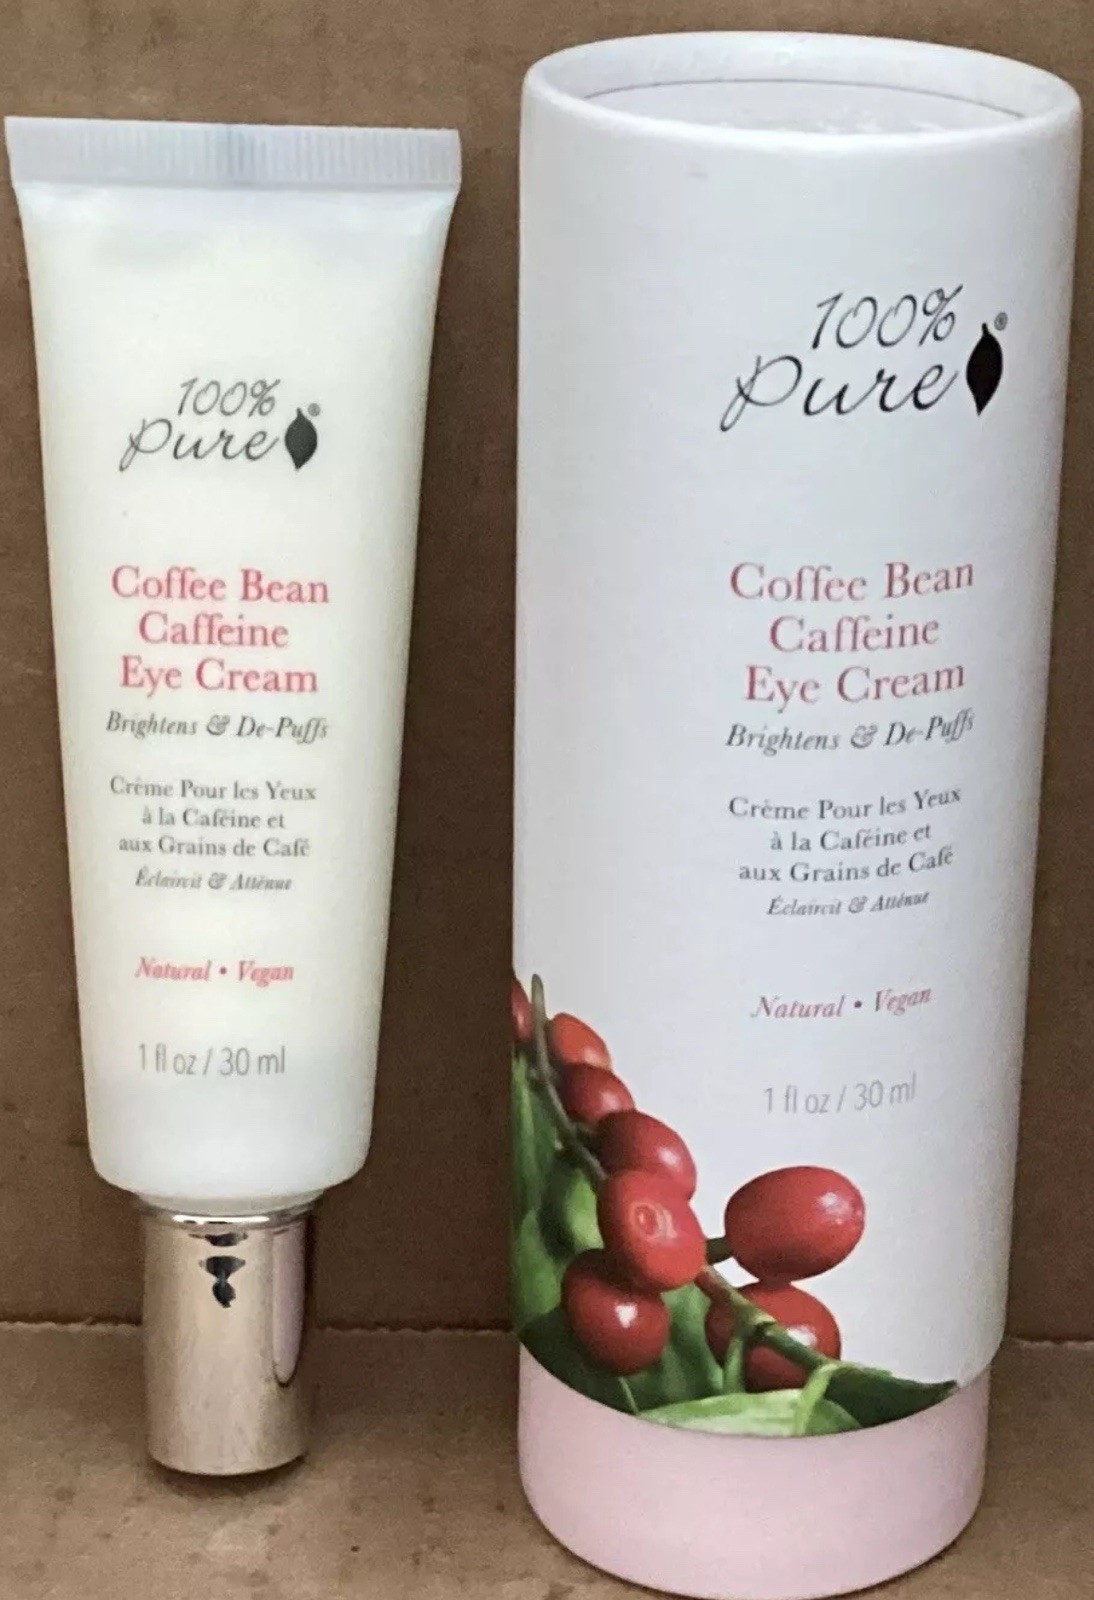 100%
Pure®
Coffee Bean
Caffeine
Eye Cream
Brightens & De-Puffs
Crème Pour les Yeux
à la Caféine et
aux Grains de Café
Éclaircit & Atténue
Natural • Vegan
1 fl oz / 30 ml
100%
Pure®
Coffee Bean
Caffeine
Eye Cream
Brightens & De-Puffs
Crème Pour les Yeux
à la Caféine et
aux Grains de Café
Éclaircit & Atténue
Natural • Vegan
1 fl oz / 30 ml